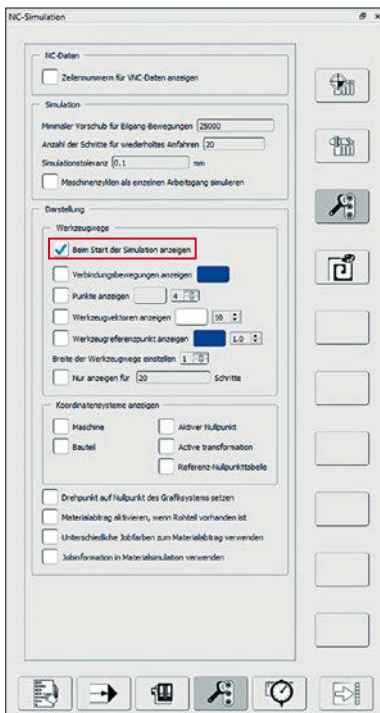 NC-Simulation
NC-Daten
Zeilennummern für VNC-Daten anzeigen
Simulation
Minimaler Vorschub für Eilgang-Bewegungen 25000
Anzahl der Schritte für wiederholtes Anfahren 20
Simulationstoleranz 0.1 mm
Maschinenzyklen als einzelnen Arbeitsgang simulieren
Darstellung
Werkzeugwege
Beim Start der Simulation anzeigen
Verbindungsbewegungen anzeigen
Punkte anzeigen 4
Werkzeugvektoren anzeigen 10
Werkzeugreferenzpunkt anzeigen 1.0
Breite der Werkzeugwege einstellen 1
Nur anzeigen für 20 Schritte
Koordinatensysteme anzeigen
Maschine Aktiver Nullpunkt
Bauteil Active transformation
Referenz-Nullpunkttabelle
Drehpunkt auf Nullpunkt des Grafiksystems setzen
Materialabtrag aktivieren, wenn Rohteil vorhanden ist
Unterschiedliche Jobfarben zum Materialabtrag verwenden
Jobinformation in Materialsimulation verwenden